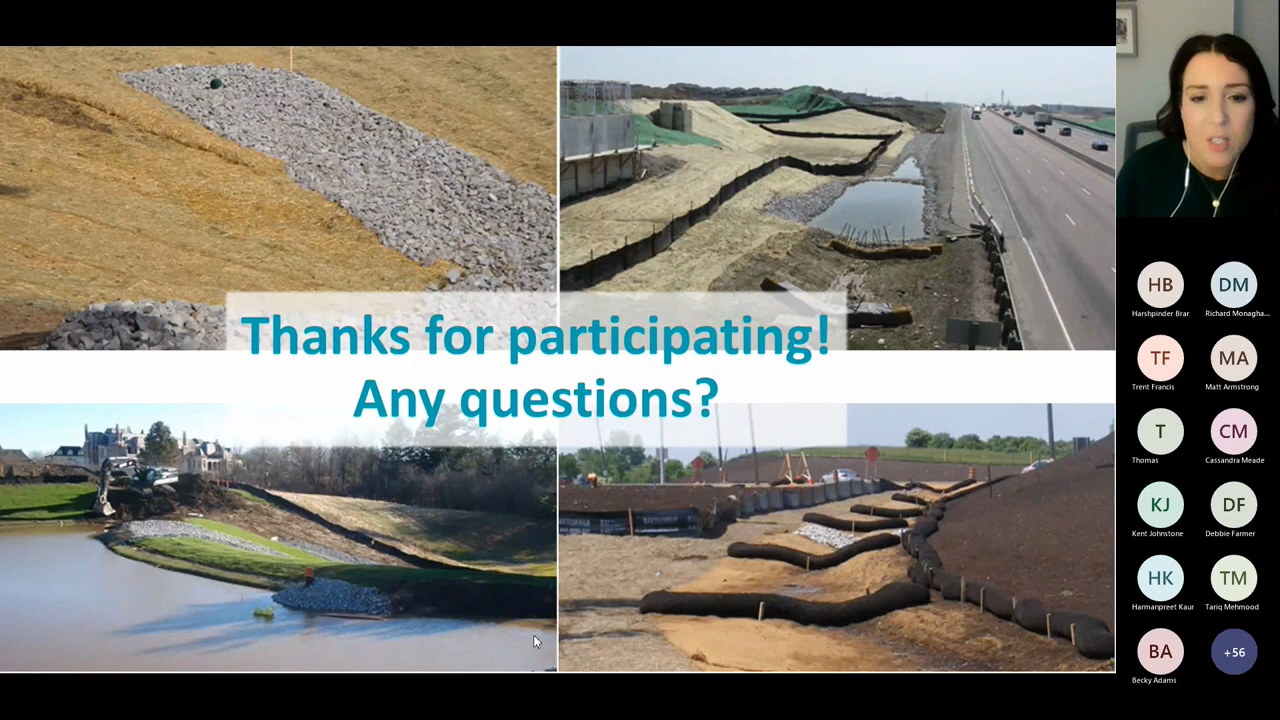 Thanks for participating!
Any questions?
HB
DM
Harshpinder Brar
Richard Monagha...
TF
MA
Trent Francis
Matt Armstrong
T
CM
Thomas
Cassandra Meade
KJ
DF
Kent Johnstone
Debbie Farmer
HK
TM
Harmanpreet Kaur
Tariq Mehmood
BA
+56
Becky Adams